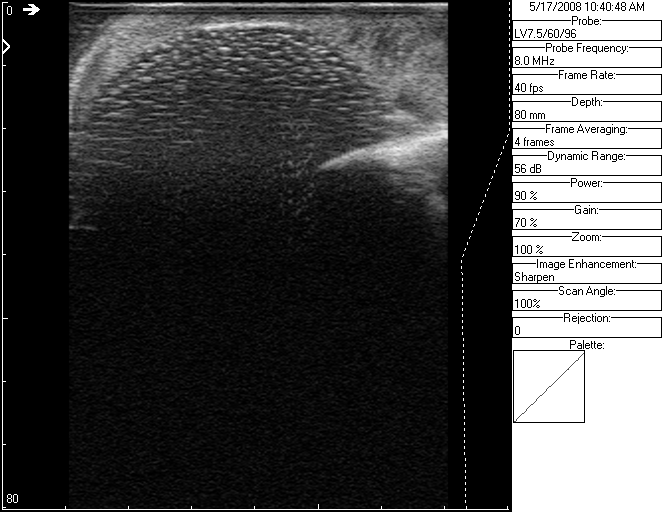 0
80
5/17/2008 10:40:48 AM
Probe:
LV7.5/60/96
Probe Frequency:
8.0 MHz
Frame Rate:
40 fps
Depth:
80 mm
Frame Averaging:
4 frames
Dynamic Range:
56 dB
Power:
90 %
Gain:
70 %
Zoom:
100 %
Image Enhancement:
Sharpen
Scan Angle:
100%
Rejection:
0
Palette: